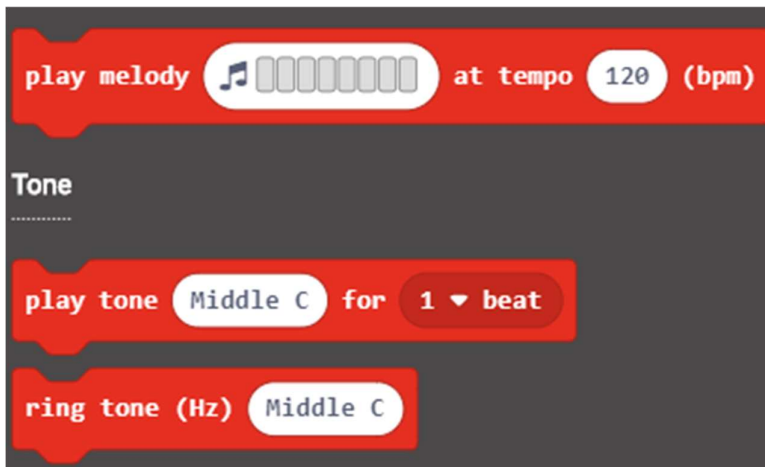 play melody at tempo 120 (bpm)
Tone
play tone Middle C for 1 beat
ring tone (Hz) Middle C